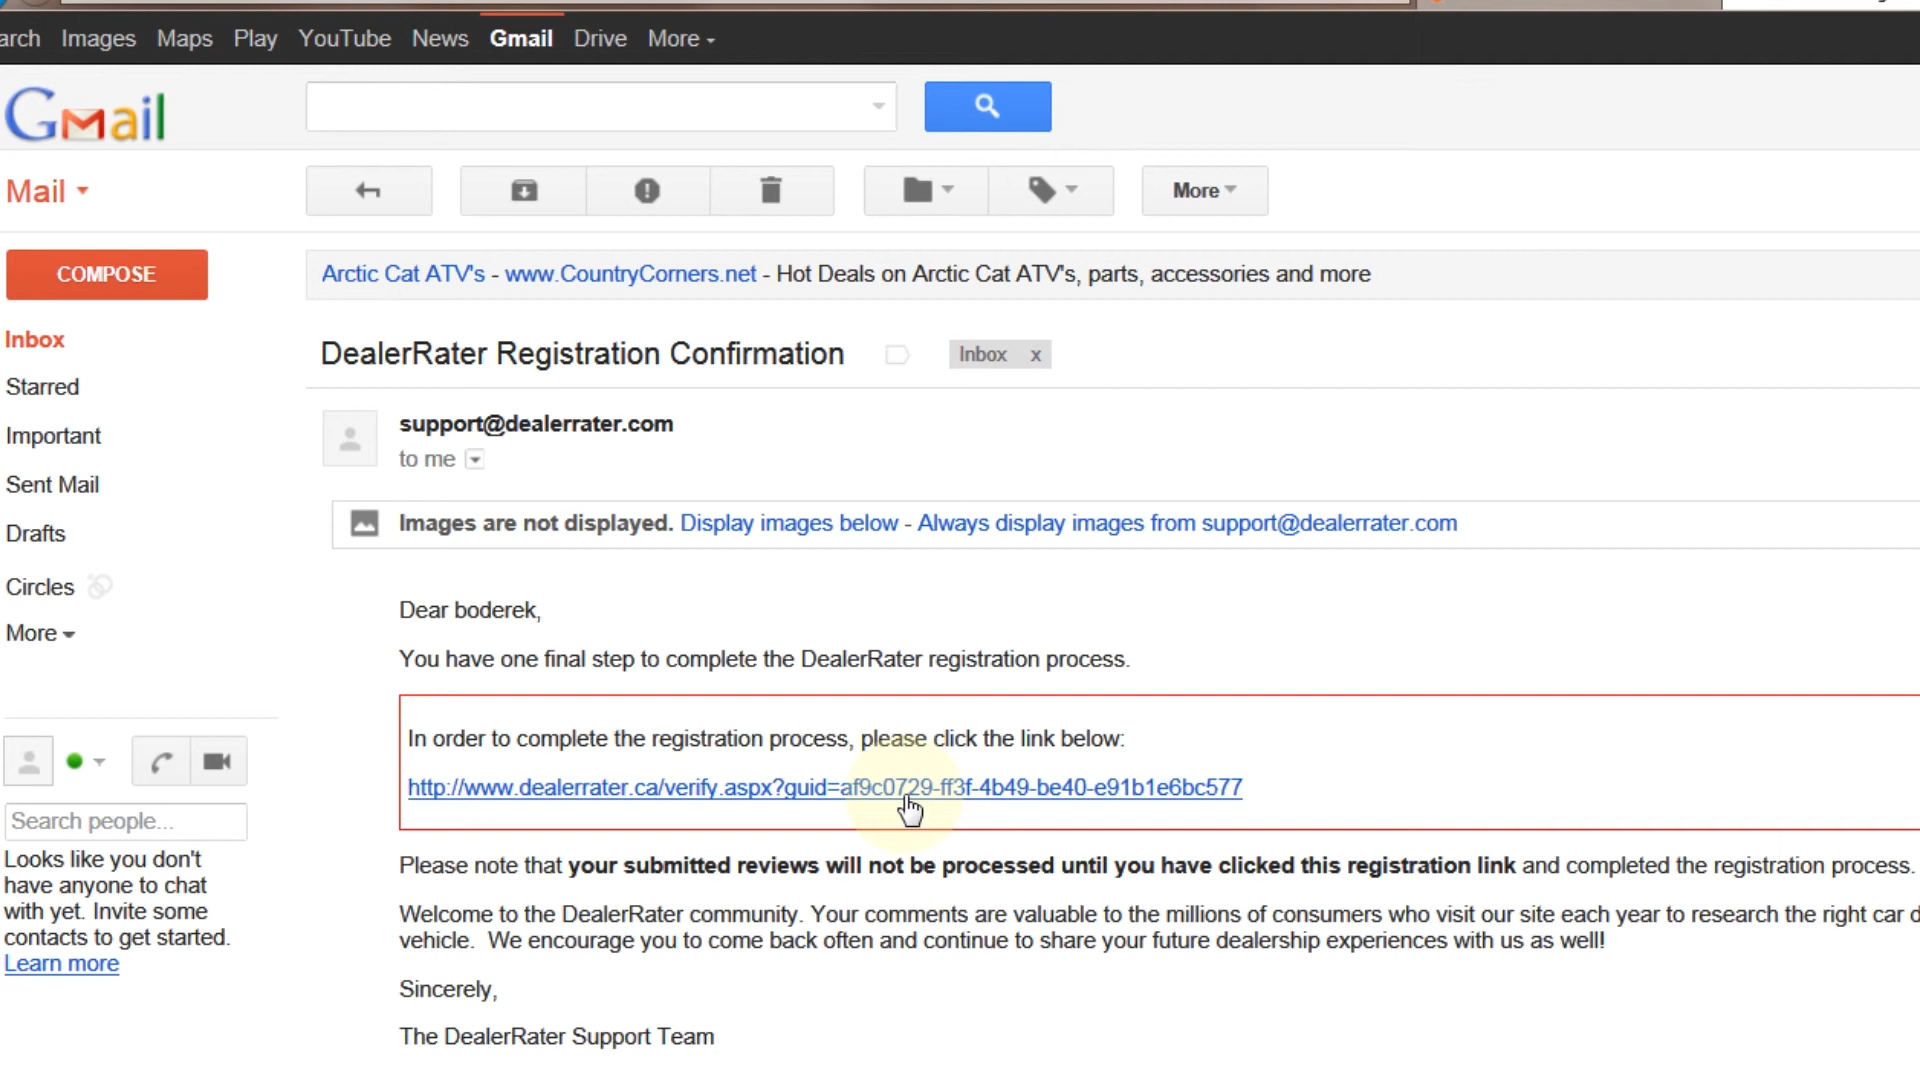 arch Images Maps Play YouTube News Gmail Drive More
Gmail
Mail
More
COMPOSE
Arctic Cat ATV's - www.CountryCorners.net - Hot Deals on Arctic Cat ATV's, parts, accessories and more
Inbox
DealerRater Registration Confirmation
Inbox x
Starred
Important
Sent Mail
Drafts
Circles
More
support@dealerrater.com
to me
Images are not displayed. Display images below - Always display images from support@dealerrater.com
Dear boderek,
You have one final step to complete the DealerRater registration process.
In order to complete the registration process, please click the link below:
http://www.dealerrater.ca/verify.aspx?guid=af9c0729-ff3f-4b49-be40-e91b1e6bc577
Please note that your submitted reviews will not be processed until you have clicked this registration link and completed the registration process.
Welcome to the DealerRater community. Your comments are valuable to the millions of consumers who visit our site each year to research the right car d
vehicle. We encourage you to come back often and continue to share your future dealership experiences with us as well!
Sincerely,
The DealerRater Support Team
Search people...
Looks like you don't
have anyone to chat
with yet. Invite some
contacts to get started.
Learn more